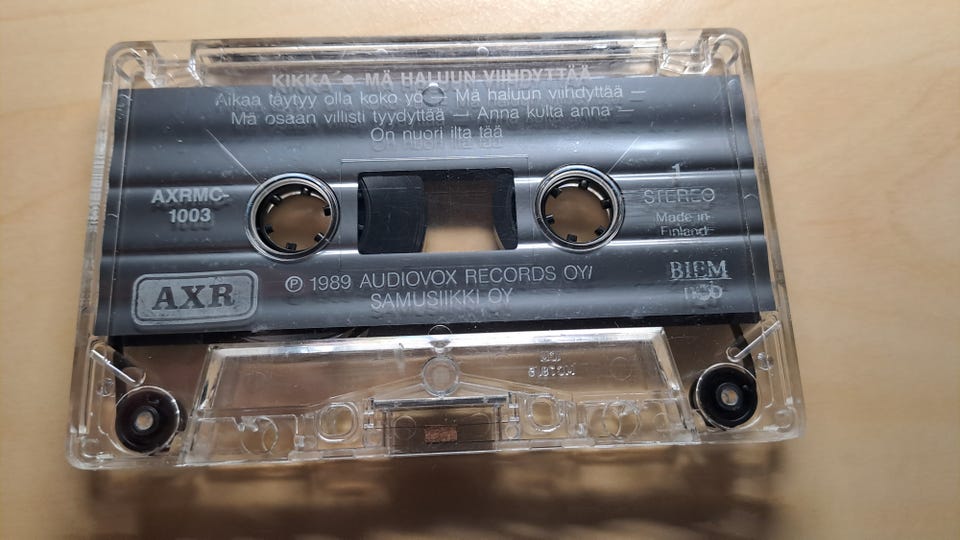 KIKKA ● MÄ HALUUN VIIHDYTTÄÄ
Aikaa täytyy olla koko yö — Mä haluun viihdyttää —
Mä osaan villisti tyydyttää — Anna kulta anna —
On nuori ilta tää
AXRMC-
1003
1
STEREO
Made in
Finland
AXR
℗ 1989 AUDIOVOX RECORDS OY/
SAMUSIIKKI OY
BIEM
ncb